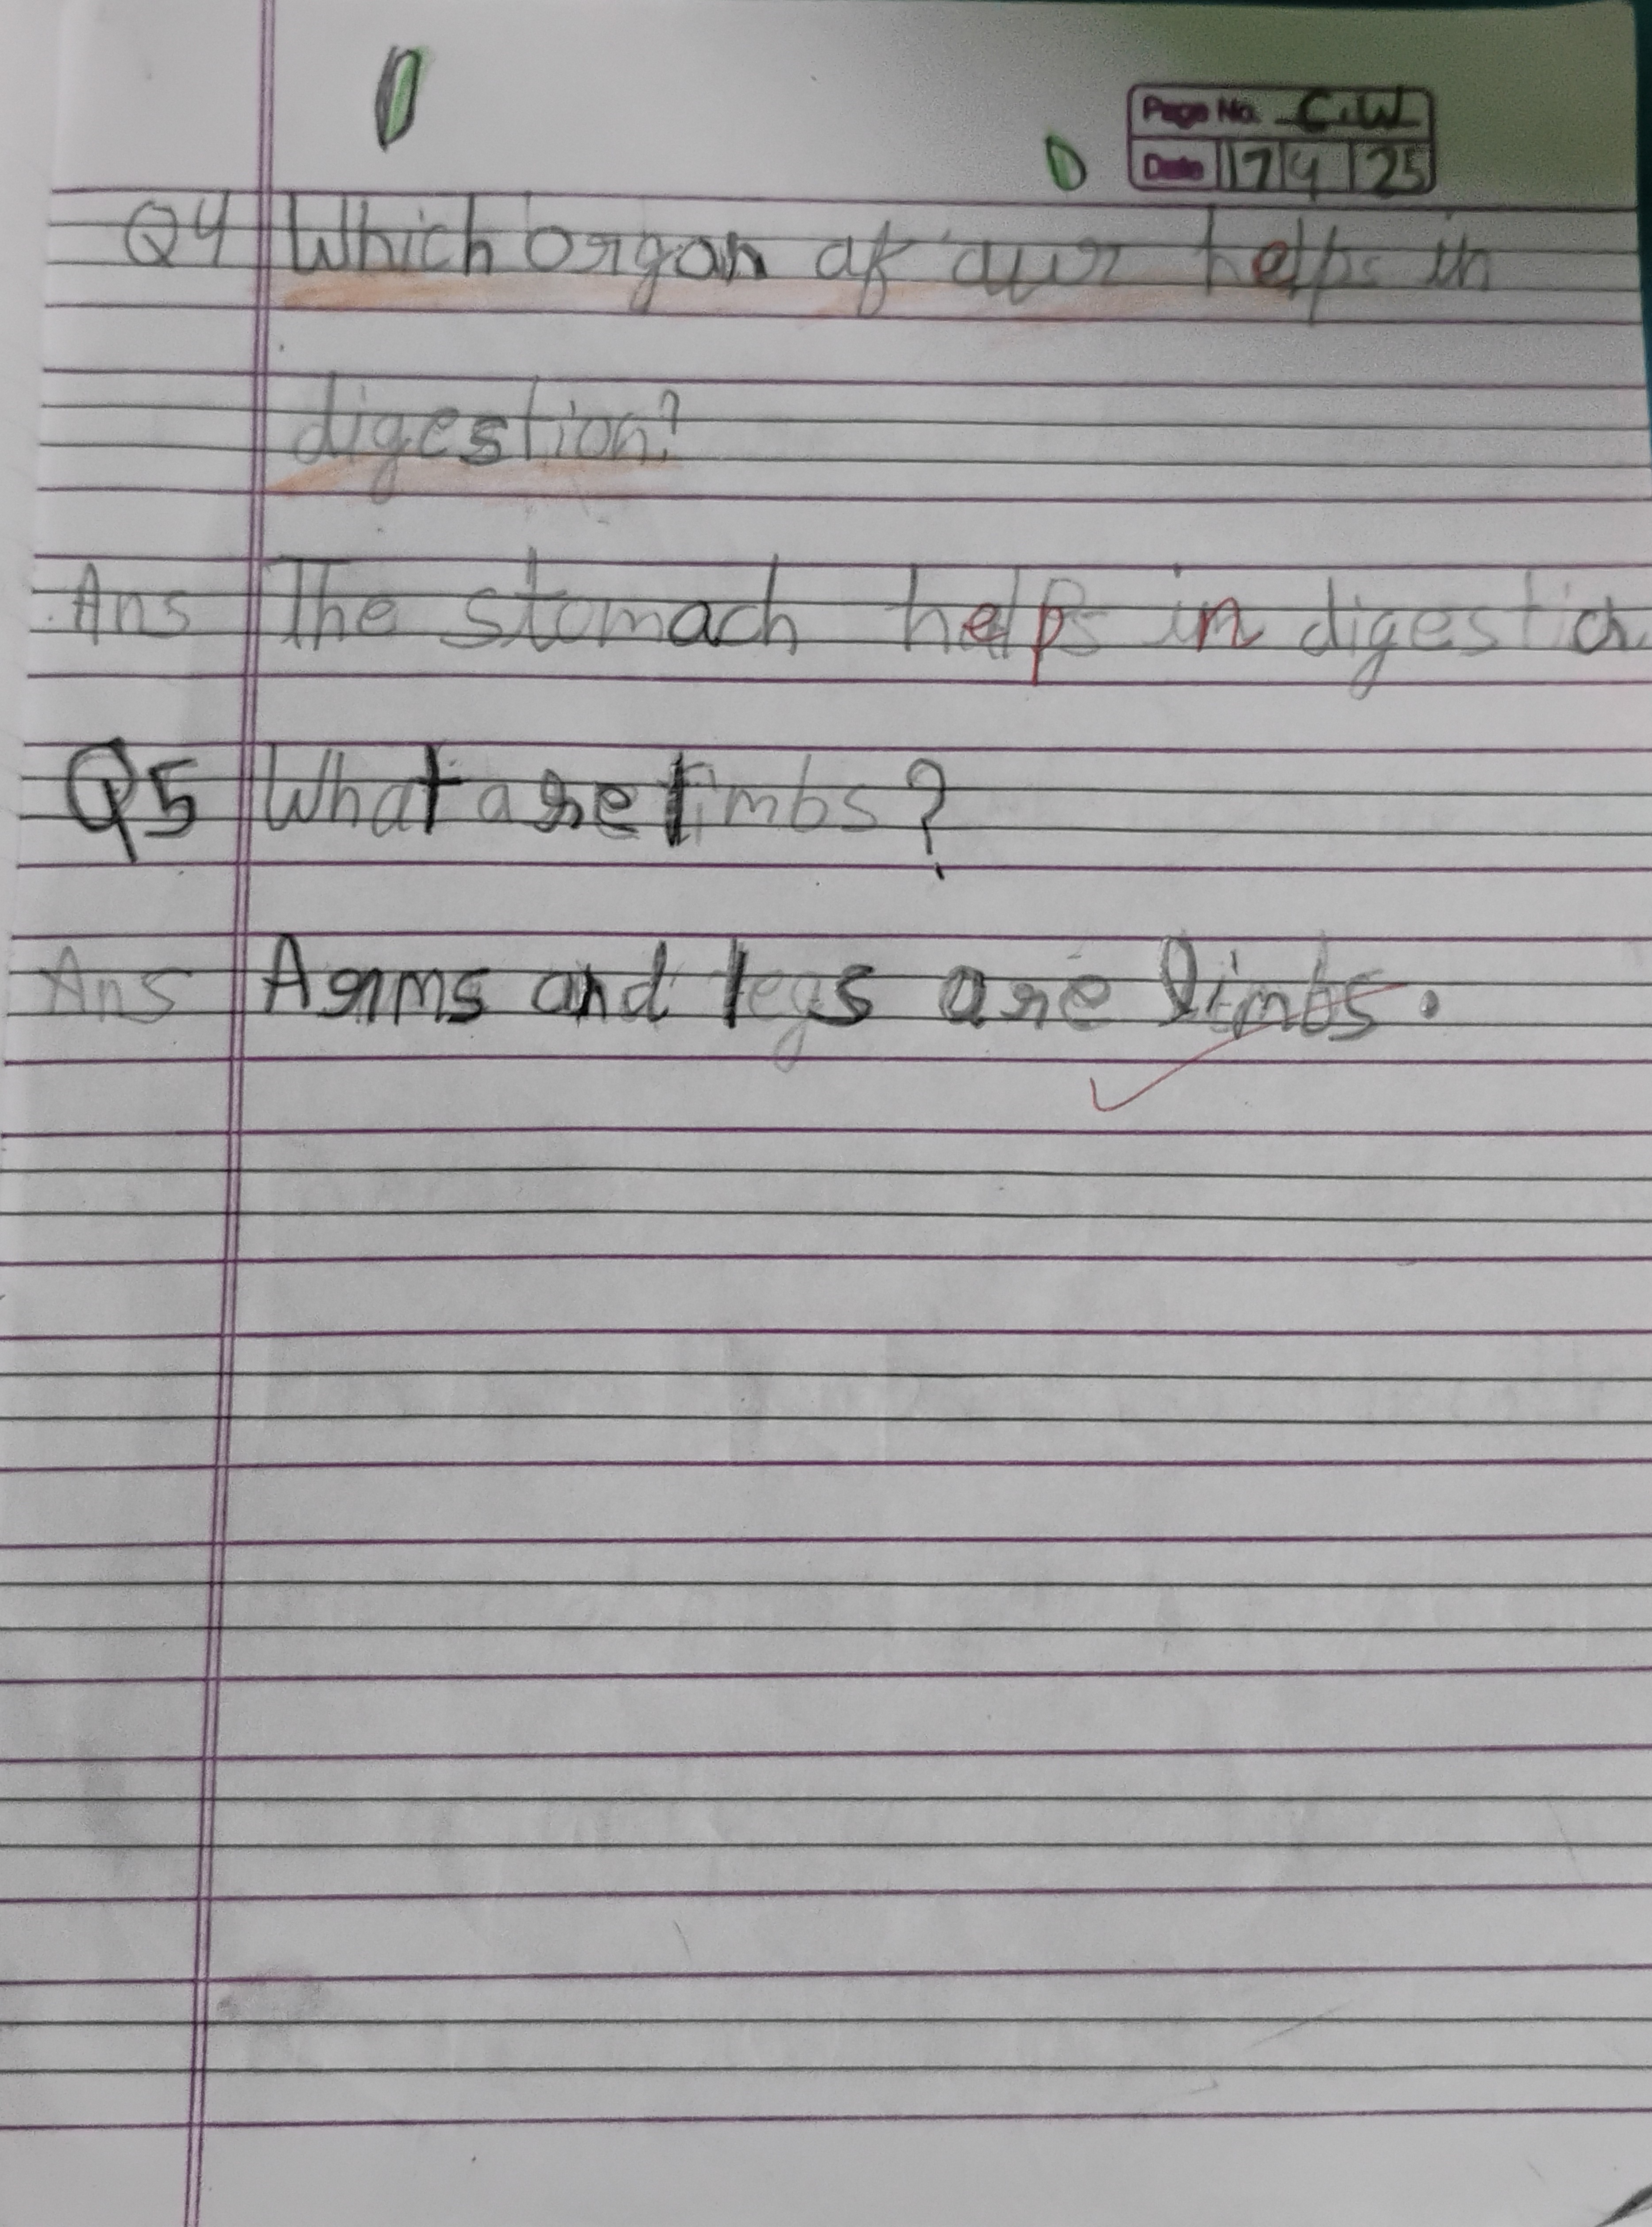 Page No. C.W
Date 17 4 25
Q4 Which organ of our helps in
digestion?
Ans The stomach helps in digestion
Q5 What are limbs?
Ans Arms and legs are limbs.